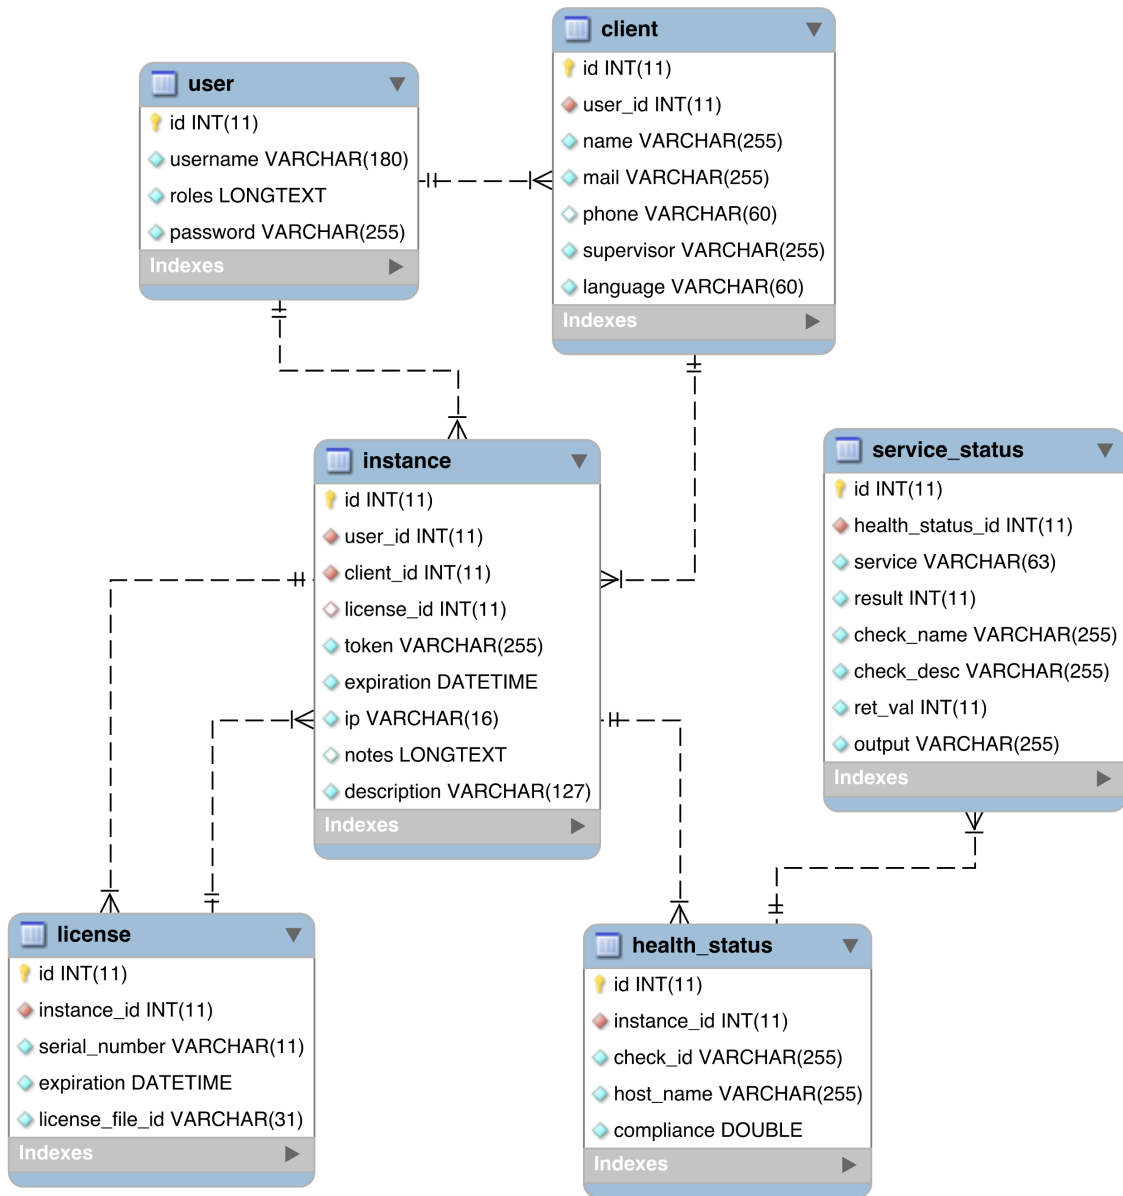 client
id INT(11)
user_id INT(11)
name VARCHAR(255)
mail VARCHAR(255)
phone VARCHAR(60)
supervisor VARCHAR(255)
language VARCHAR(60)
Indexes
user
id INT(11)
username VARCHAR(180)
roles LONGTEXT
password VARCHAR(255)
Indexes
instance
id INT(11)
user_id INT(11)
client_id INT(11)
license_id INT(11)
token VARCHAR(255)
expiration DATETIME
ip VARCHAR(16)
notes LONGTEXT
description VARCHAR(127)
Indexes
service_status
id INT(11)
health_status_id INT(11)
service VARCHAR(63)
result INT(11)
check_name VARCHAR(255)
check_desc VARCHAR(255)
ret_val INT(11)
output VARCHAR(255)
Indexes
license
id INT(11)
instance_id INT(11)
serial_number VARCHAR(11)
expiration DATETIME
license_file_id VARCHAR(31)
Indexes
health_status
id INT(11)
instance_id INT(11)
check_id VARCHAR(255)
host_name VARCHAR(255)
compliance DOUBLE
Indexes